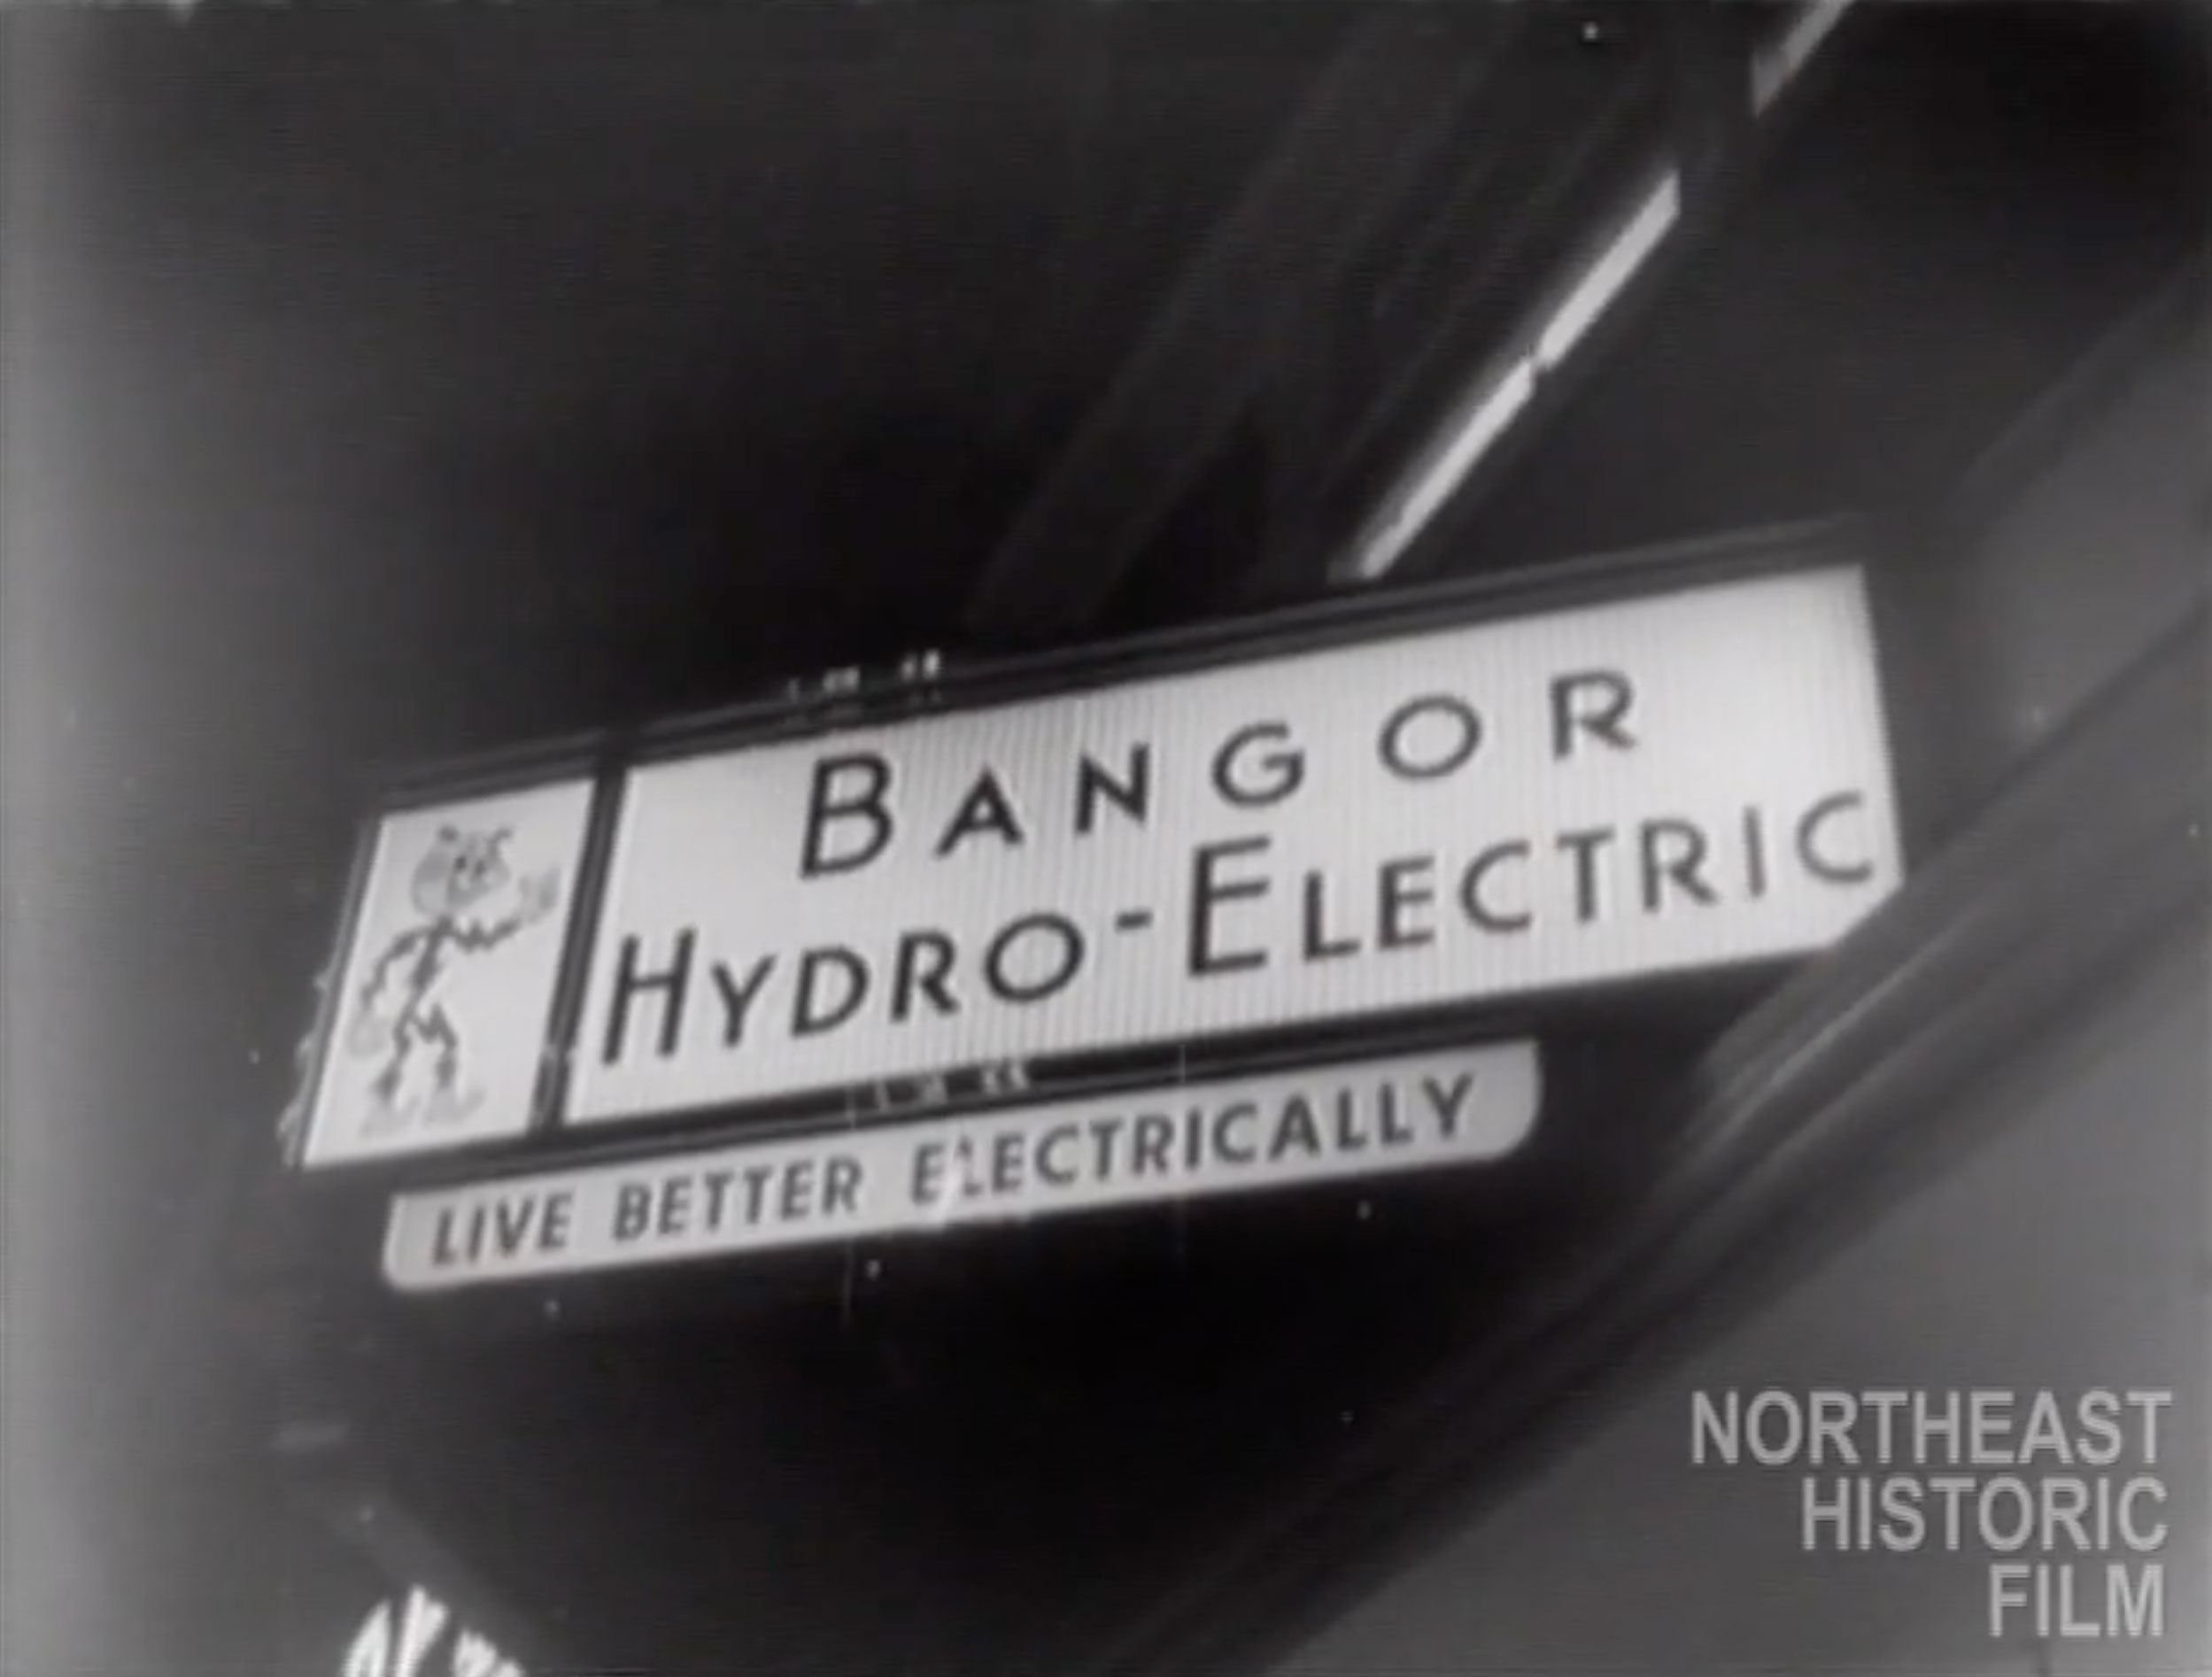 BANGOR
HYDRO-ELECTRIC
LIVE BETTER ELECTRICALLY
NORTHEAST
HISTORIC
FILM